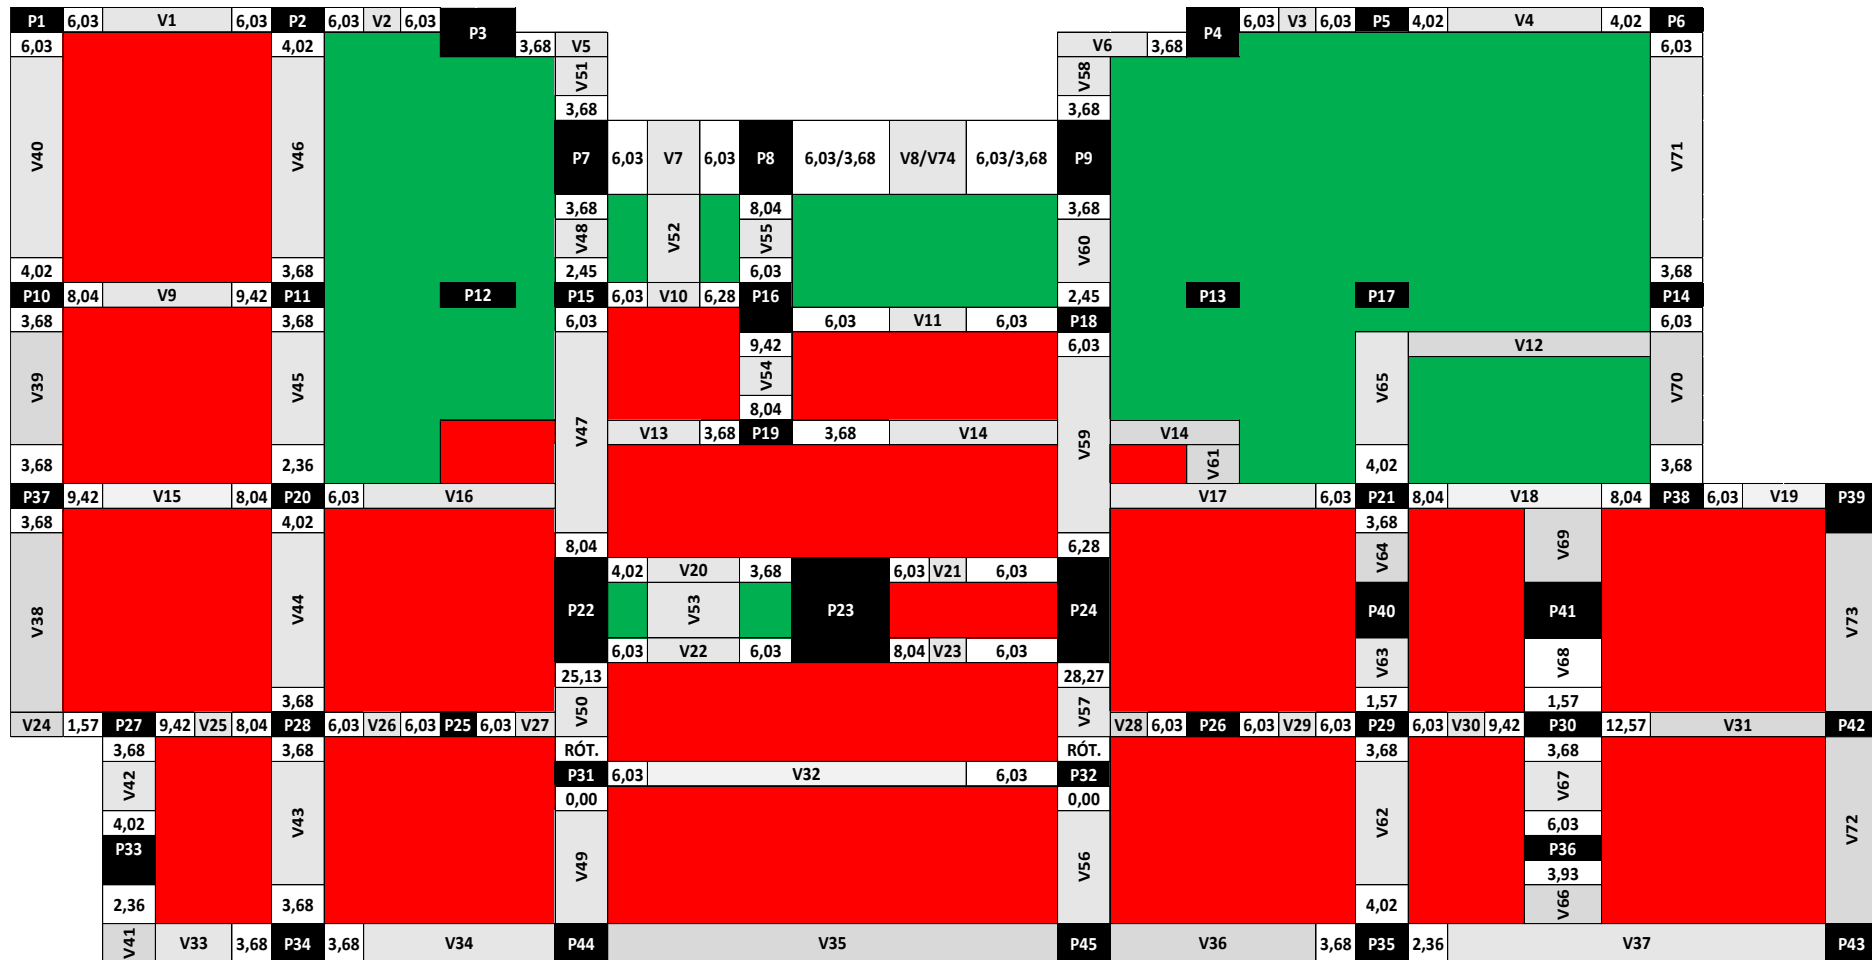 P1 6,03 V1 6,03 P2 6,03 V2 6,03 P3 P4 6,03 V3 6,03 P5 4,02 V4 4,02 P6
6,03 4,02 3,68 V5 V6 3,68 6,03
V40 V46 V51 V58 V71
3,68 3,68
P7 6,03 V7 6,03 P8 6,03/3,68 V8/V74 6,03/3,68 P9
3,68 8,04 3,68
V48 V52 V55 V60
4,02 3,68 2,45 6,03 3,68
P10 8,04 V9 9,42 P11 P12 P15 6,03 V10 6,28 P16 2,45 P13 P17 P14
3,68 3,68 6,03 6,03 V11 6,03 P18 6,03
V39 V45 V47 9,42 6,03 V65 V12 V70
V54 V59
8,04
V13 3,68 P19 3,68 V14 V14
3,68 2,36 V61 4,02 3,68
P37 9,42 V15 8,04 P20 6,03 V16 V17 6,03 P21 8,04 V18 8,04 P38 6,03 V19 P39
3,68 4,02 3,68
V38 V44 8,04 6,28 V64 V69 V73
4,02 V20 3,68 6,03 V21 6,03
P22 V53 P23 P24 P40 P41
6,03 V22 6,03 8,04 V23 6,03 V63 V68
25,13 28,27
3,68 V50 V57 1,57 1,57
V24 1,57 P27 9,42 V25 8,04 P28 6,03 V26 6,03 P25 6,03 V27 V28 6,03 P26 6,03 V29 6,03 P29 6,03 V30 9,42 P30 12,57 V31 P42
3,68 3,68 RÓT. RÓT. 3,68 3,68
V42 V43 P31 6,03 V32 6,03 P32 V62 V67 V72
0,00 0,00
4,02 V49 V56 6,03
P33 P36
3,93
2,36 3,68 4,02 V66
V41 V33 3,68 P34 3,68 V34 P44 V35 P45 V36 3,68 P35 2,36 V37 P43